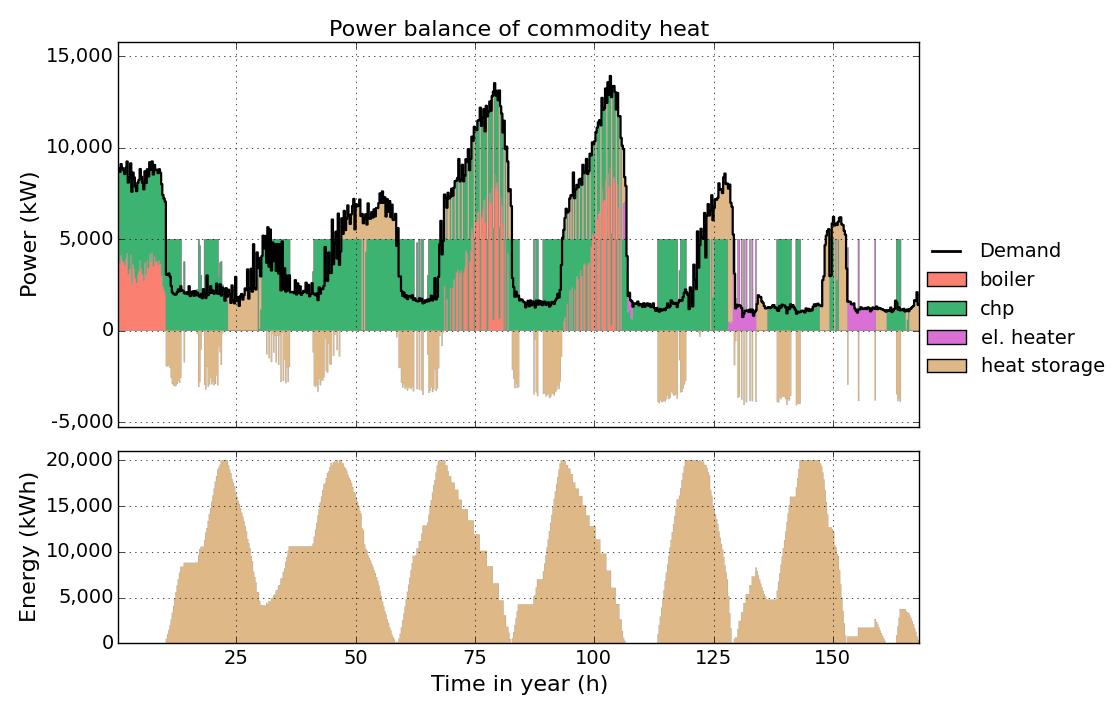 Power balance of commodity heat
Power (kW)
15,000
10,000
5,000
0
-5,000
Demand
boiler
chp
el. heater
heat storage
Energy (kWh)
20,000
15,000
10,000
5,000
0
25 50 75 100 125 150
Time in year (h)